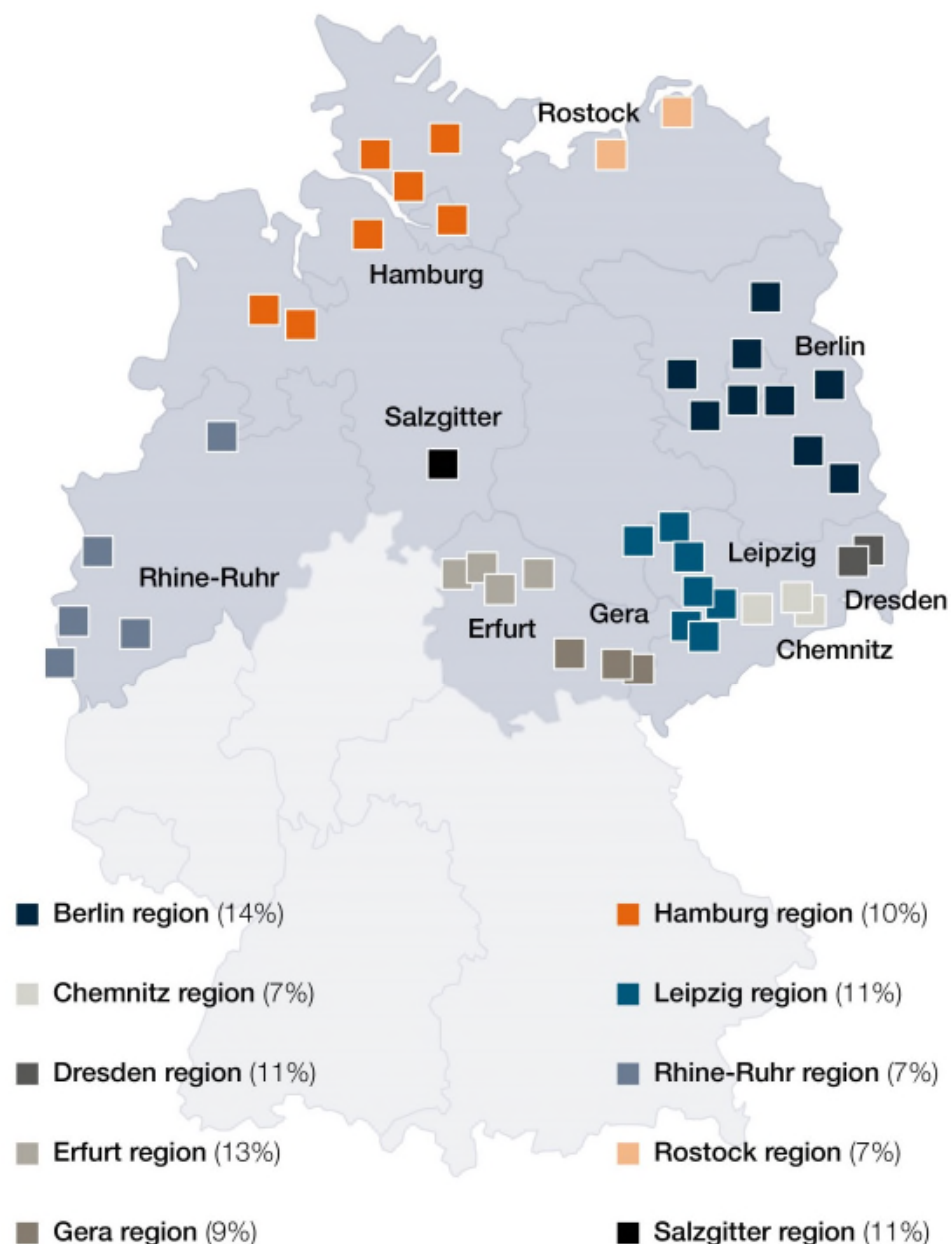 Rostock
Hamburg
Berlin
Salzgitter
Leipzig
Rhine-Ruhr
Dresden
Gera
Erfurt
Chemnitz
Berlin region (14%)
Hamburg region (10%)
Chemnitz region (7%)
Leipzig region (11%)
Dresden region (11%)
Rhine-Ruhr region (7%)
Erfurt region (13%)
Rostock region (7%)
Gera region (9%)
Salzgitter region (11%)